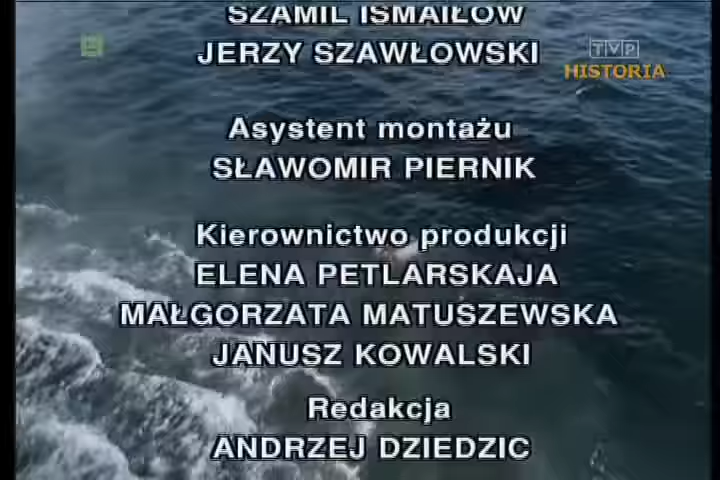 SZAMIL ISMAIŁOW
JERZY SZAWŁOWSKI
TVP
HISTORIA
Asystent montażu
SŁAWOMIR PIERNIK
Kierownictwo produkcji
ELENA PETLARSKAJA
MAŁGORZATA MATUSZEWSKA
JANUSZ KOWALSKI
Redakcja
ANDRZEJ DZIEDZIC